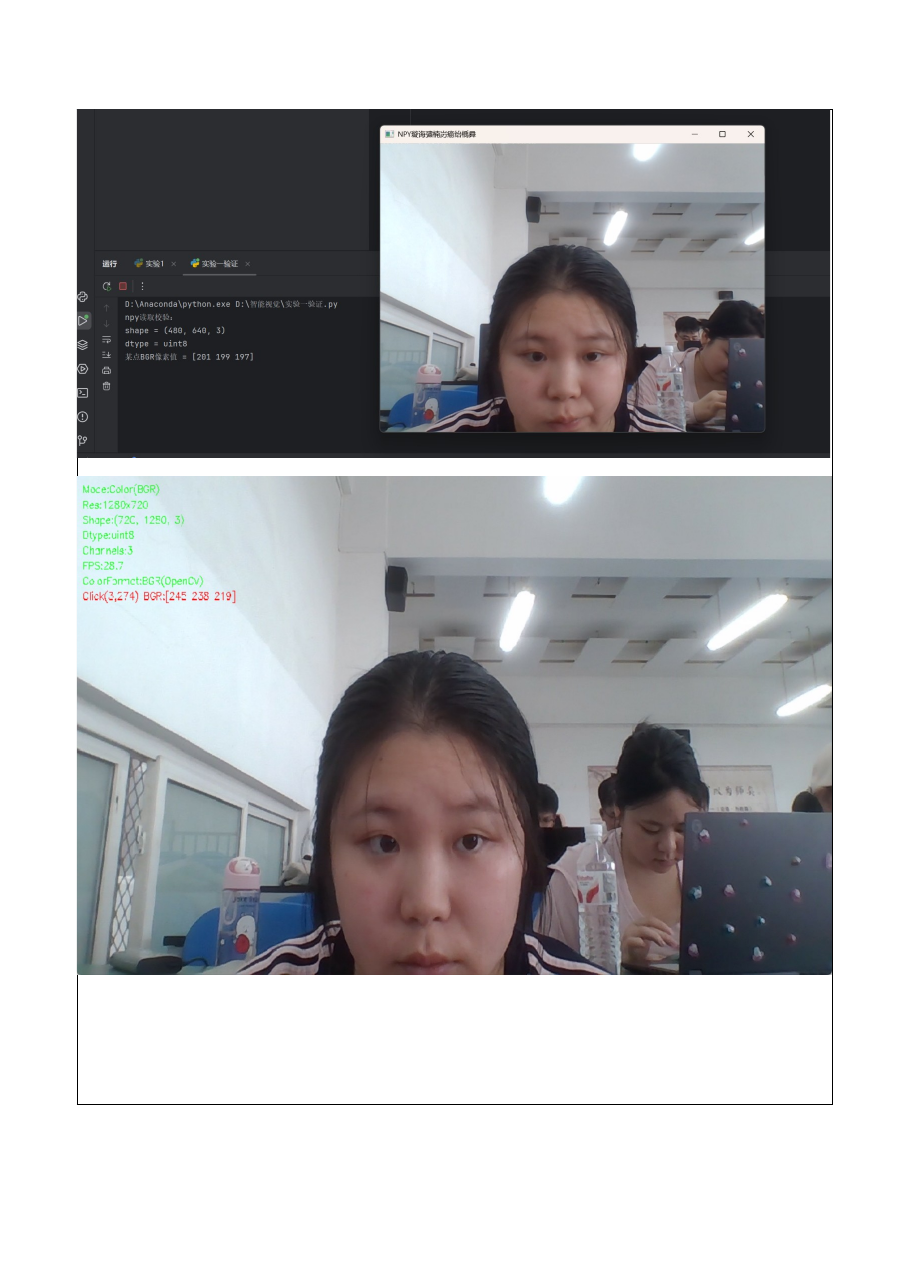 NPY
运行 实验1 × 实验一验证 ×
D:\Anaconda\python.exe D:\智能视觉\实验一验证.py
npy读取校验:
shape = (480, 640, 3)
dtype = uint8
某点BGR像素值 = [201 199 197]
Mode:Color(BGR)
Res:1280x720
Shape:(720, 1280, 3)
Dtype:uint8
Channels:3
FPS:28.7
ColorFormat:BGR(OpenCV)
Click(3,274) BGR:[245 238 219]